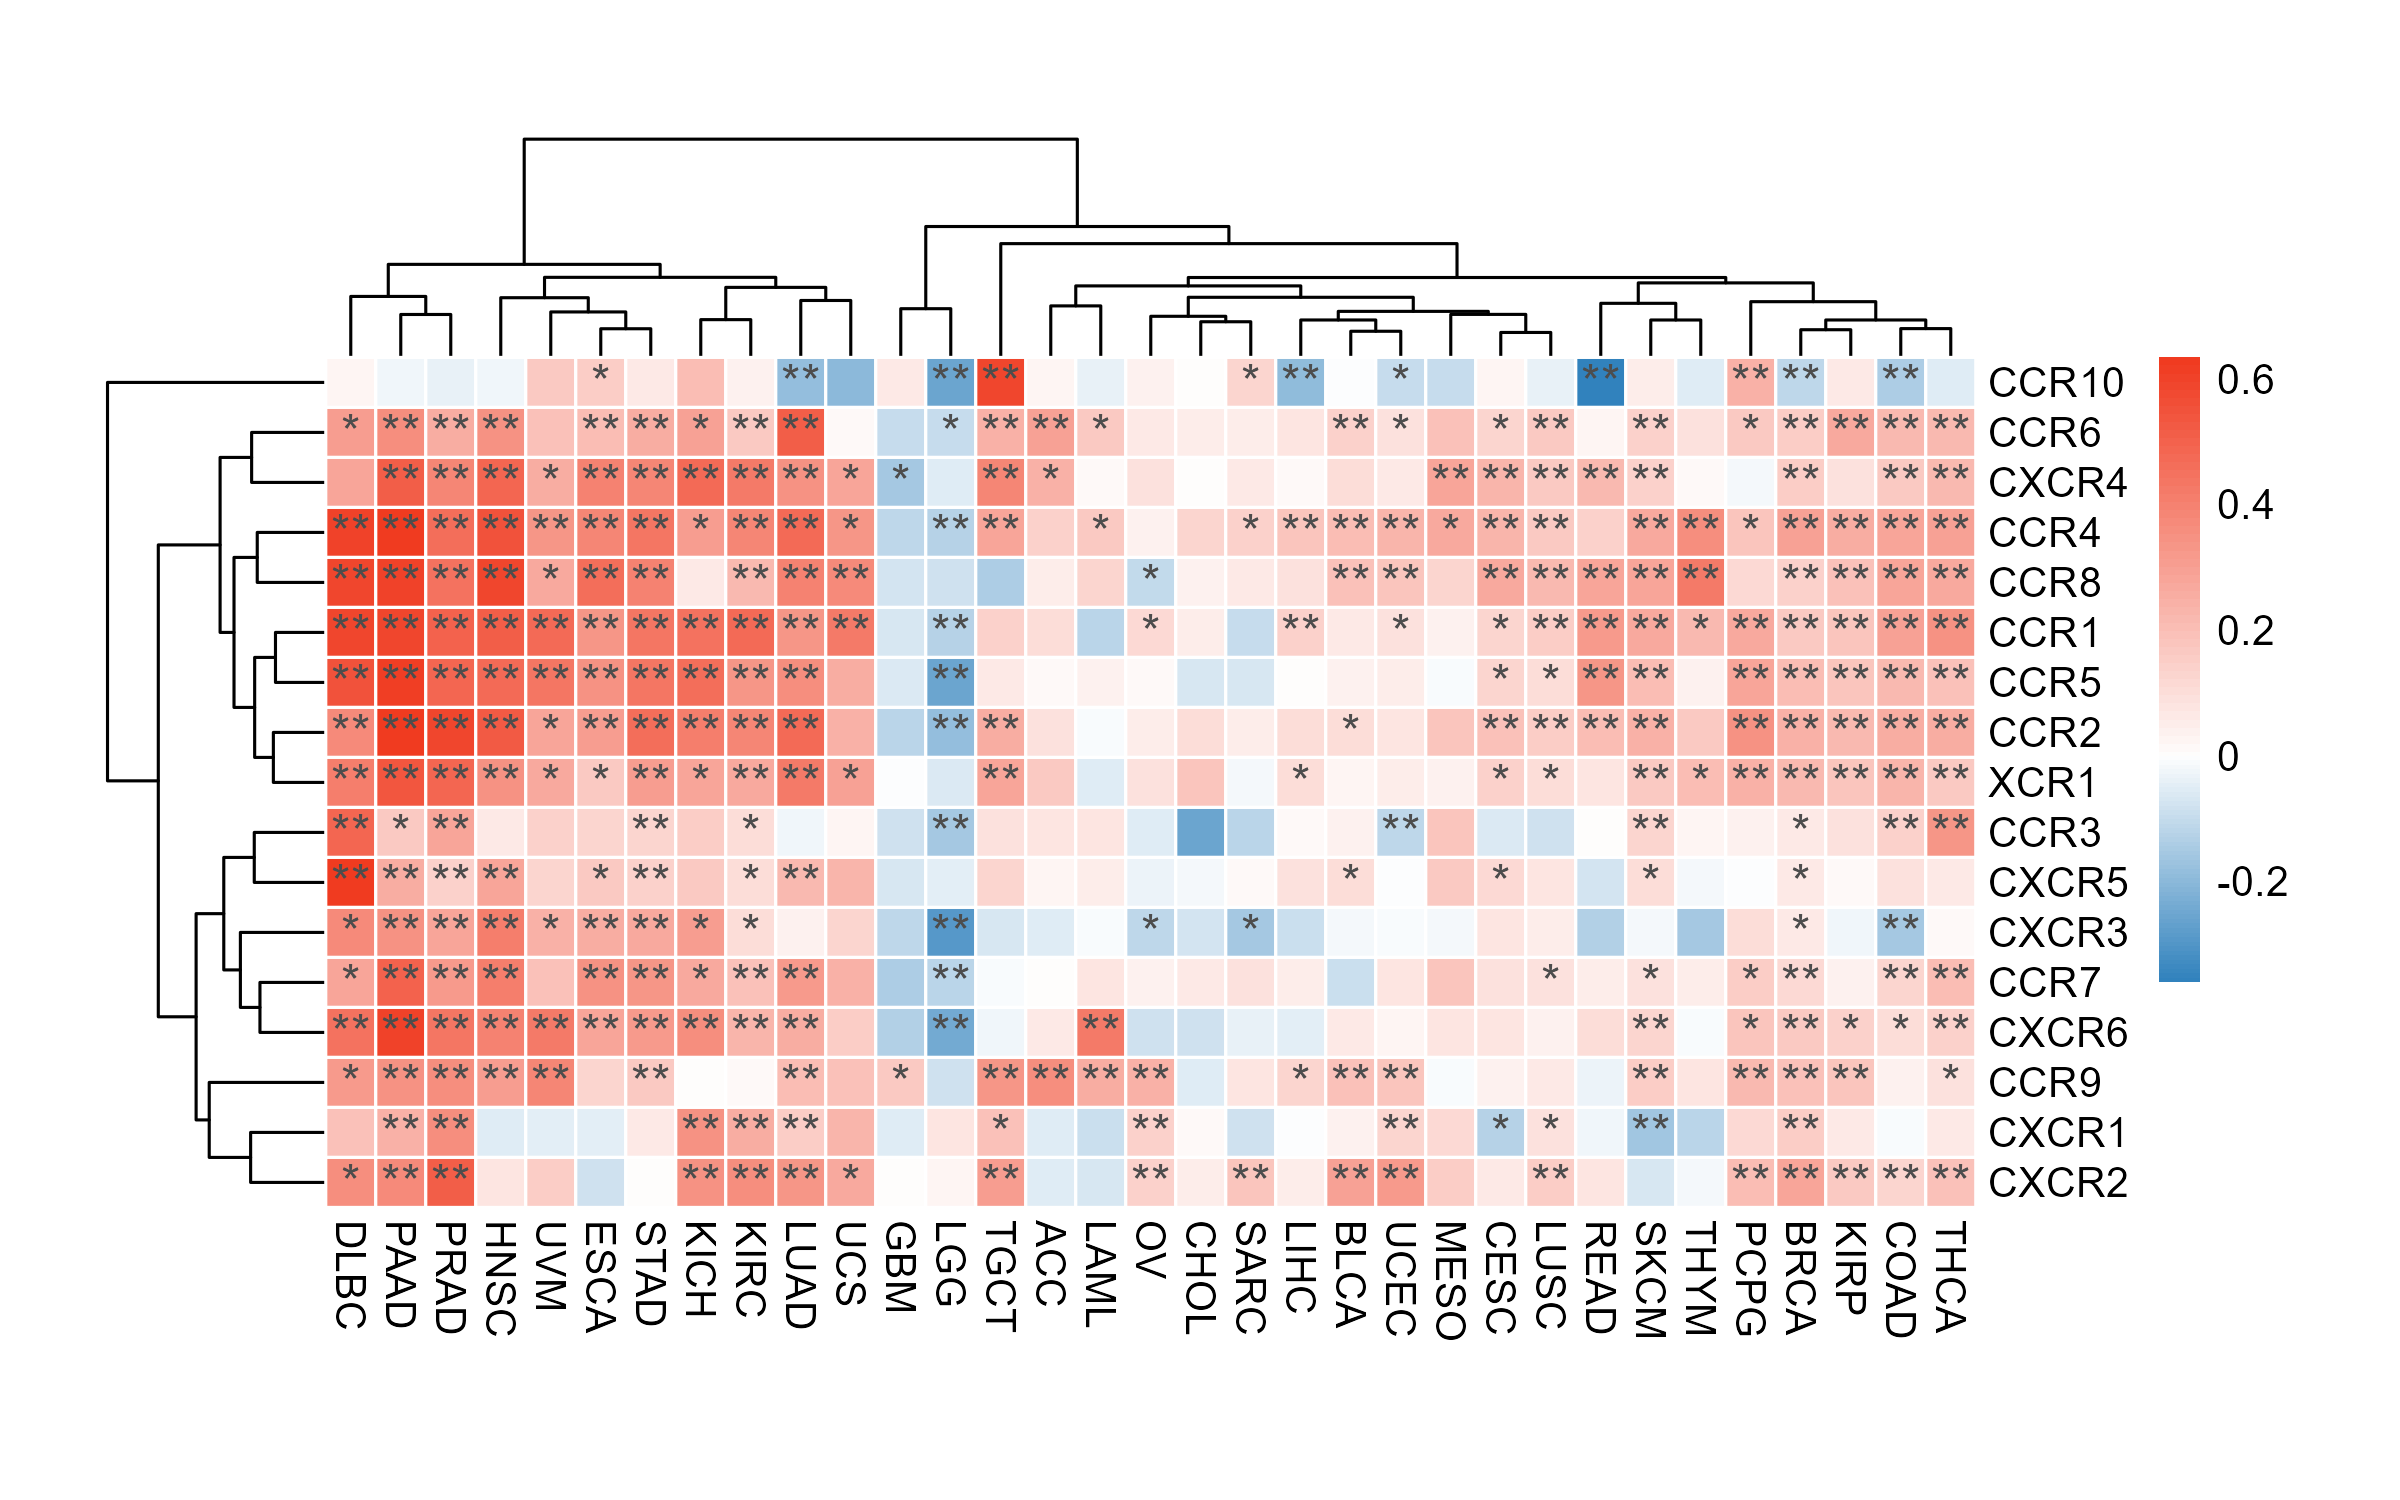 * ** ** ** * ** * ** ** ** ** CCR10 0.6
* ** ** ** ** ** * ** ** * ** ** * ** * * ** ** * ** ** ** ** CCR6
** ** ** * ** ** ** ** ** * * ** * ** ** ** ** ** ** ** ** CXCR4 0.4
** ** ** ** ** ** ** * ** ** * ** ** * * ** ** ** * ** ** ** ** * ** ** ** ** CCR4
** ** ** ** * ** ** ** ** ** * ** ** ** ** ** ** ** ** ** ** ** CCR8
** ** ** ** ** ** ** ** ** ** ** ** * ** * * ** ** ** * ** ** ** ** ** CCR1 0.2
** ** ** ** ** ** ** ** ** ** ** * * ** ** ** ** ** ** ** CCR5
** ** ** ** * ** ** ** ** ** ** ** * ** ** ** ** ** ** ** ** ** CCR2 0
** ** ** ** * * ** * ** ** * ** * * * ** * ** ** ** ** ** XCR1
** * ** ** * ** ** ** * ** ** CCR3
** ** ** ** * ** * ** * * * * CXCR5 -0.2
* ** ** ** * ** ** * * ** * * * ** CXCR3
* ** ** ** ** ** * ** ** ** * * * ** ** ** CCR7
** ** ** ** ** ** ** ** ** ** ** ** ** * ** * * ** CXCR6
* ** ** ** ** ** ** * ** ** ** ** * ** ** ** ** ** ** * CCR9
** ** ** ** ** * ** ** * * ** ** CXCR1
* ** ** ** ** ** * ** ** ** ** ** ** ** ** ** ** ** CXCR2
DLBC
PAAD
PRAD
HNSC
UVM
ESCA
STAD
KICH
KIRC
LUAD
UCS
GBM
LGG
TGCT
ACC
LAML
OV
CHOL
SARC
LIHC
BLCA
UCEC
MESO
CESC
LUSC
READ
SKCM
THYM
PCPG
BRCA
KIRP
COAD
THCA